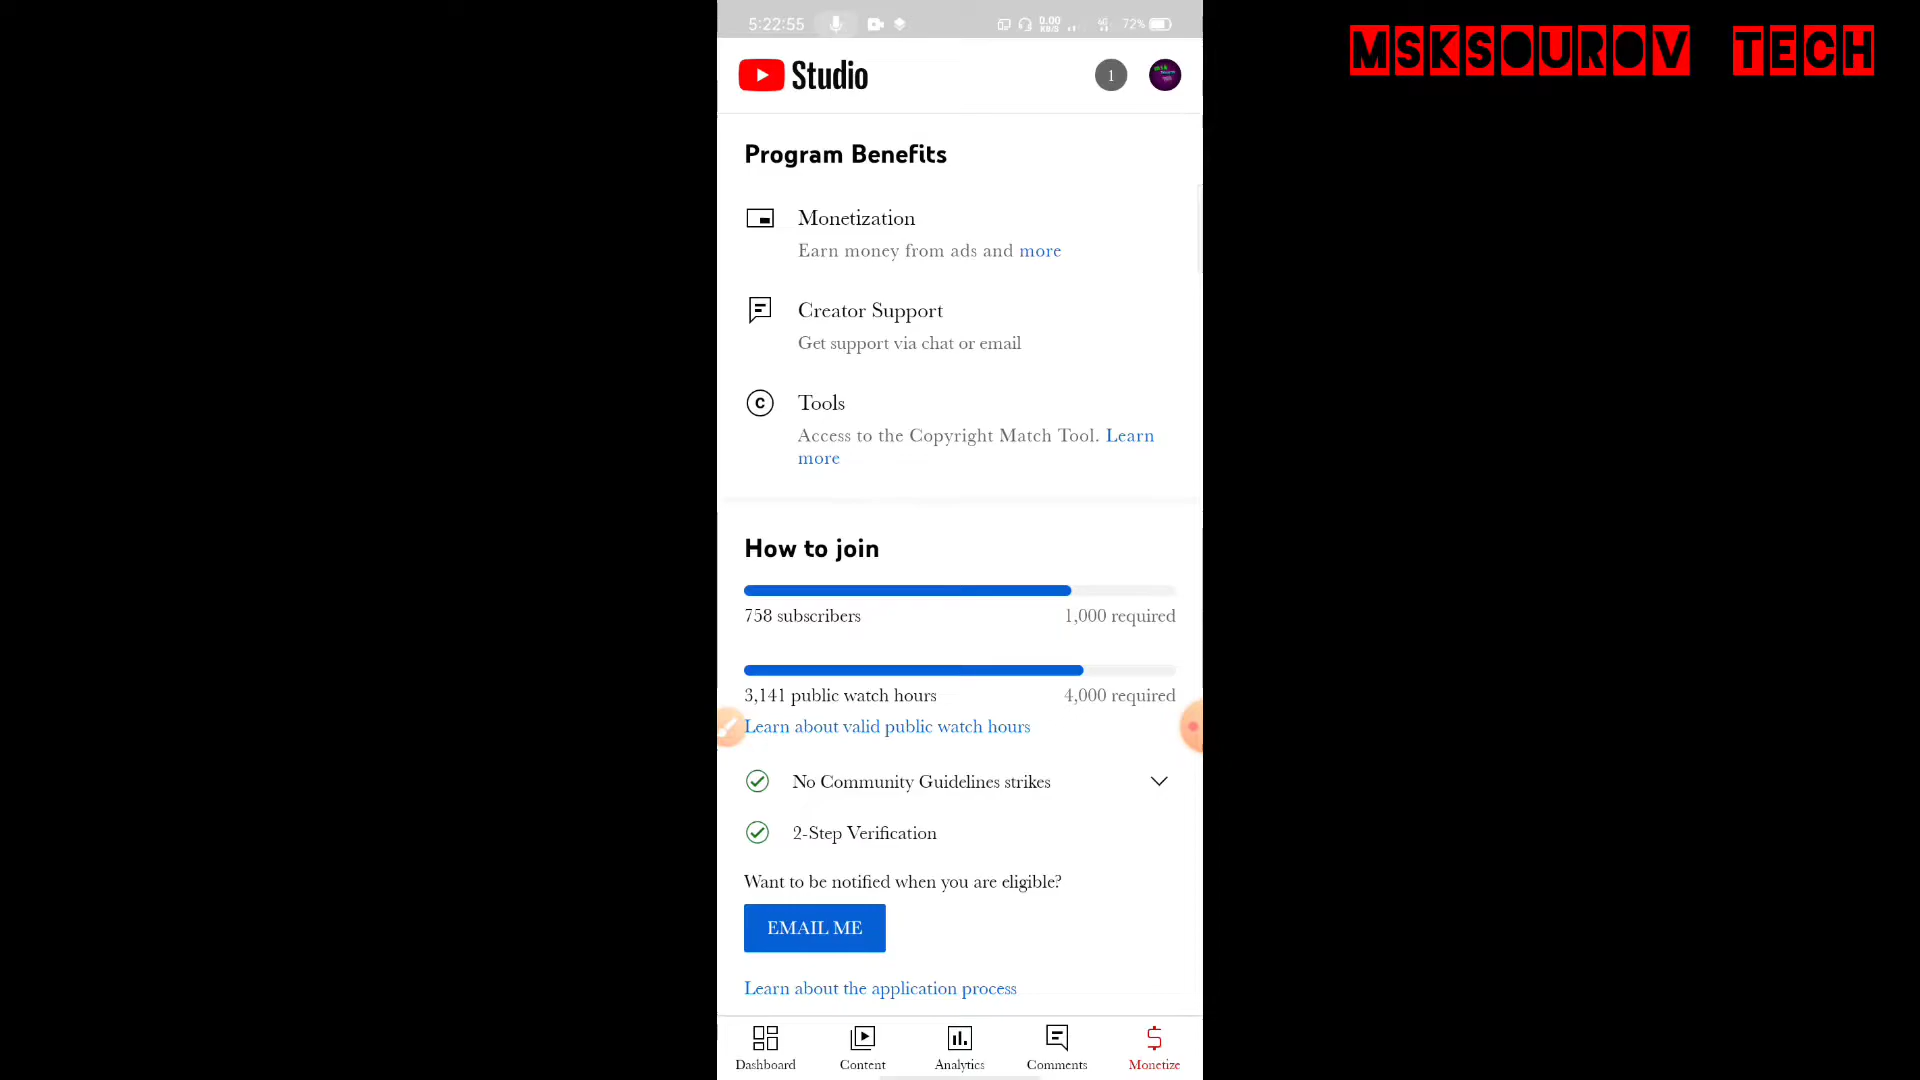 5:22:55
0.00
KB/S
4G
72%
MSKSOUROV TECH
Studio
1
Program Benefits
Monetization
Earn money from ads and more
Creator Support
Get support via chat or email
C
Tools
Access to the Copyright Match Tool. Learn
more
How to join
758 subscribers
1,000 required
3,141 public watch hours
4,000 required
Learn about valid public watch hours
No Community Guidelines strikes
2-Step Verification
Want to be notified when you are eligible?
EMAIL ME
Learn about the application process
Dashboard
Content
Analytics
Comments
Monetize